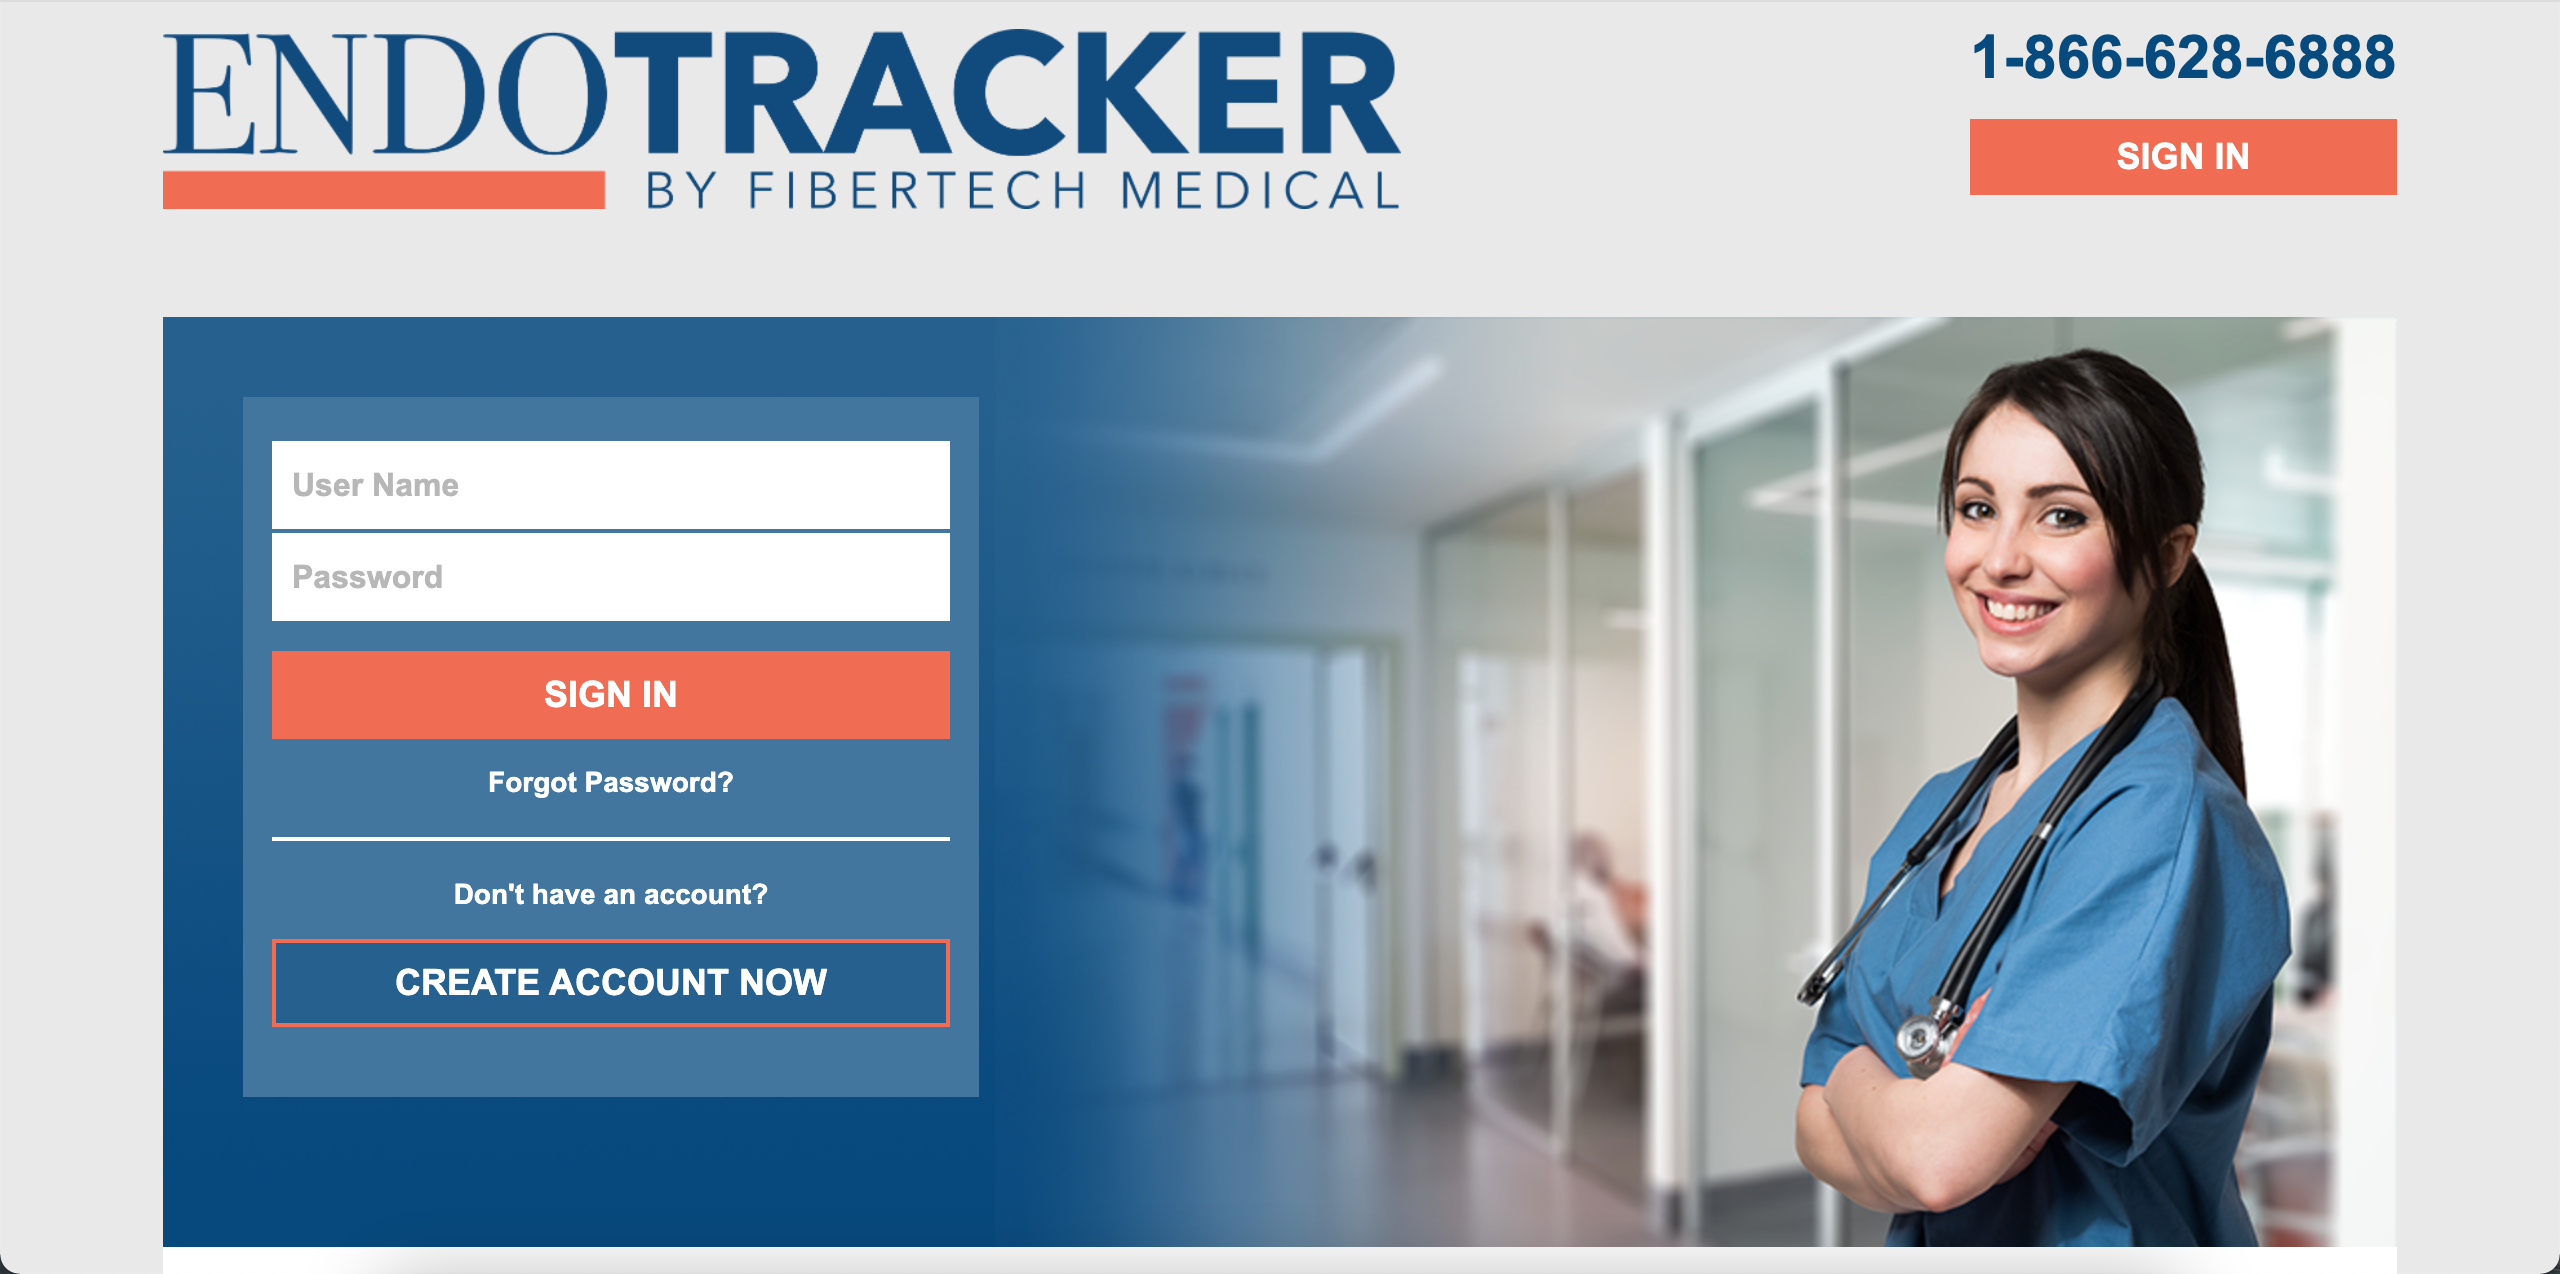 ENDOTRACKER
BY FIBERTECH MEDICAL
1-866-628-6888
SIGN IN
User Name
Password
SIGN IN
Forgot Password?
Don't have an account?
CREATE ACCOUNT NOW